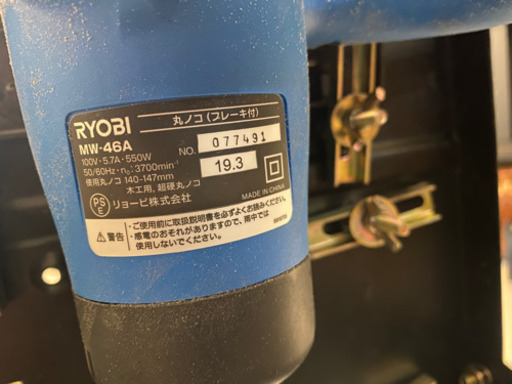 RYOBI
丸ノコ(ブレーキ付)
MW-46A
100V・5.7A・550W
50/60Hz・n₀:3700min⁻¹
使用丸ノコ 140-147mm
木工用,超硬丸ノコ
リョービ株式会社
NO. 077491
19.3
MADE IN CHINA
PS
E
警告
・ご使用前に取扱説明書を必ずよくお読みください。
・感電のおそれがありますので、雨中では
使用しないでください。